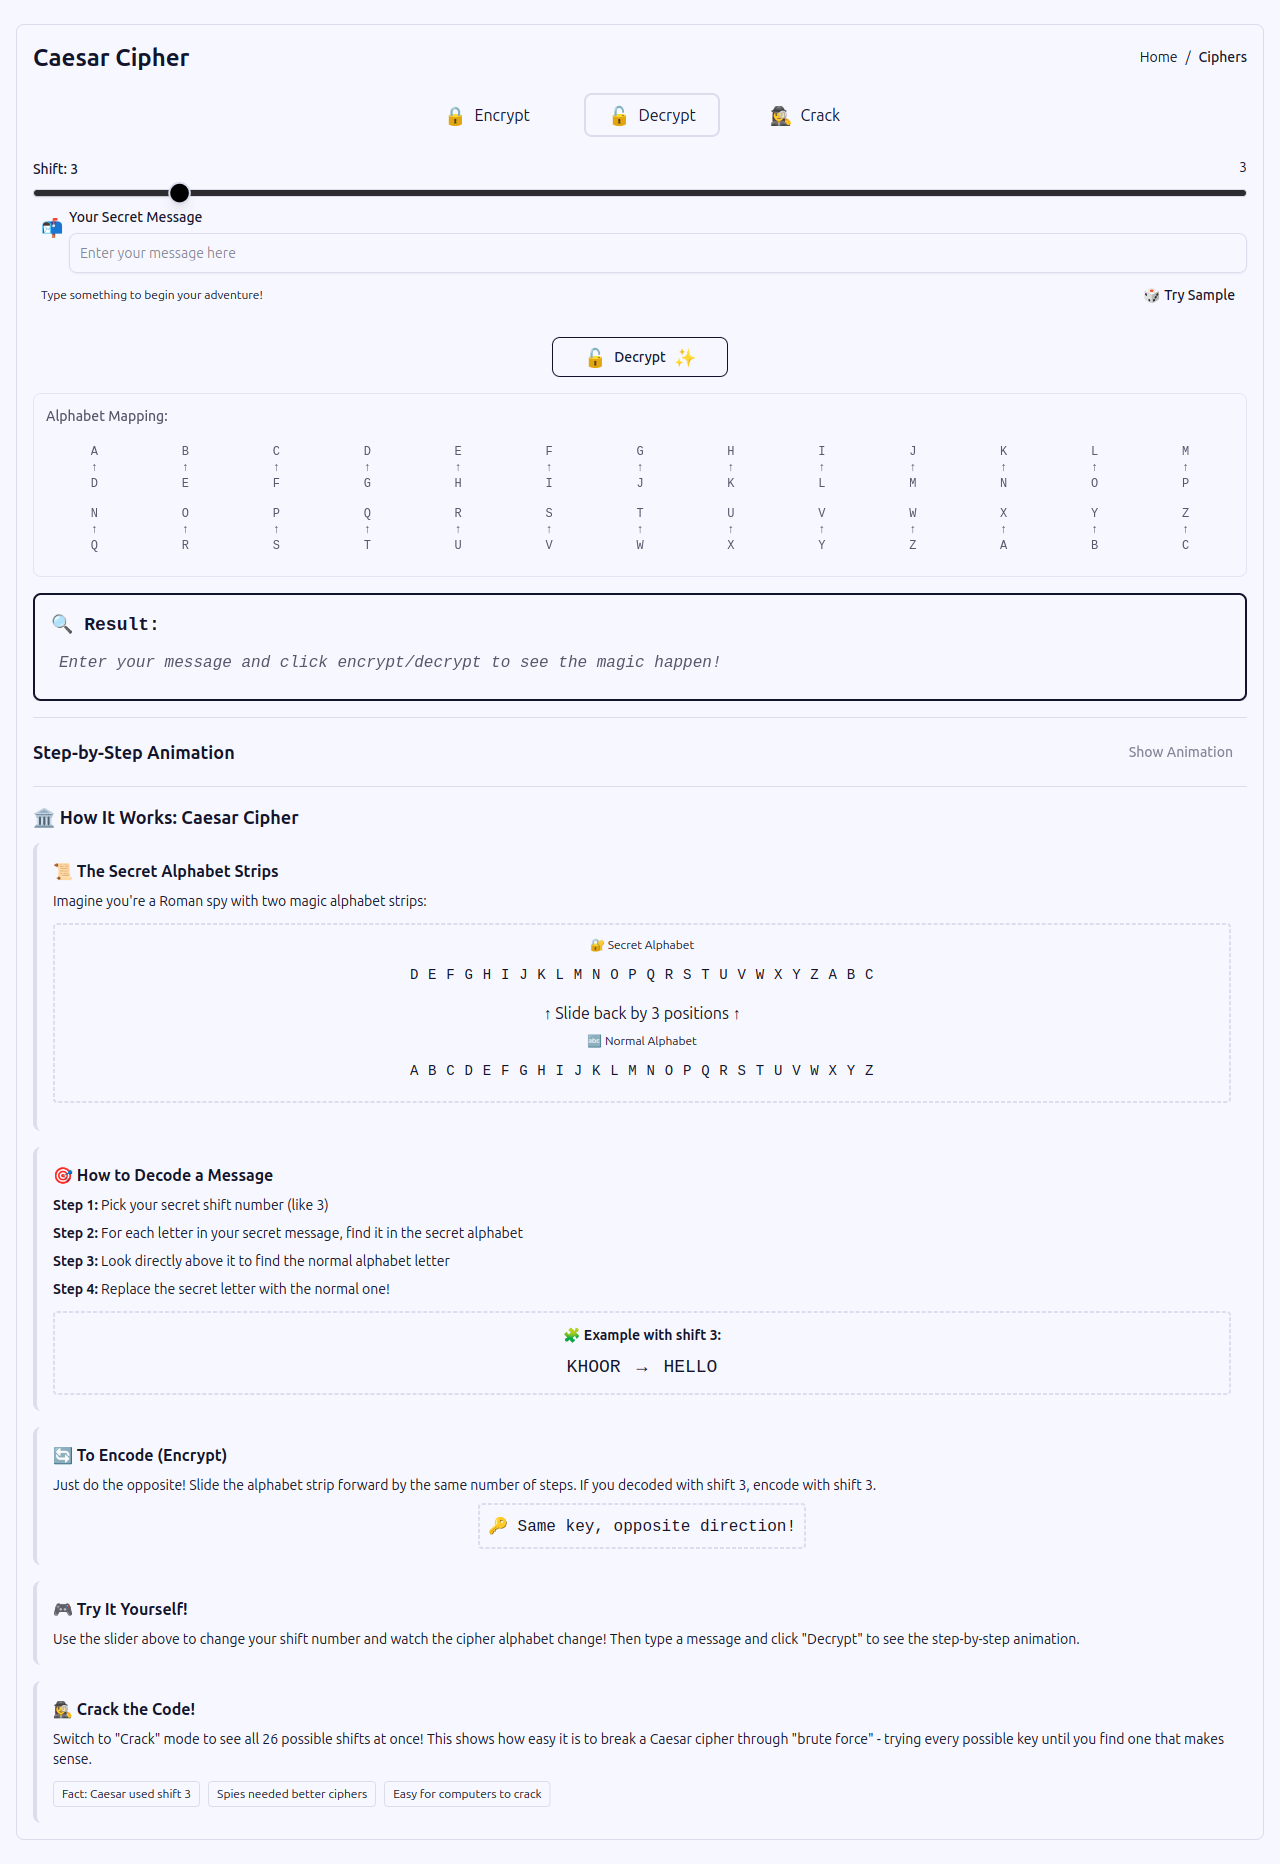 Caesar Cipher
Home / Ciphers
🔒 Encrypt
🔓 Decrypt
🕵️ Crack
Shift: 3
3
📬 Your Secret Message
Enter your message here
Type something to begin your adventure!
🎲 Try Sample
🔓 Decrypt ✨
Alphabet Mapping:
A B C D E F G H I J K L M
↑ ↑ ↑ ↑ ↑ ↑ ↑ ↑ ↑ ↑ ↑ ↑ ↑
D E F G H I J K L M N O P
N O P Q R S T U V W X Y Z
↑ ↑ ↑ ↑ ↑ ↑ ↑ ↑ ↑ ↑ ↑ ↑ ↑
Q R S T U V W X Y Z A B C
🔍 Result:
Enter your message and click encrypt/decrypt to see the magic happen!
Step-by-Step Animation
Show Animation
🏛️ How It Works: Caesar Cipher
📜 The Secret Alphabet Strips
Imagine you're a Roman spy with two magic alphabet strips:
🔐 Secret Alphabet
D E F G H I J K L M N O P Q R S T U V W X Y Z A B C
↑ Slide back by 3 positions ↑
🔤 Normal Alphabet
A B C D E F G H I J K L M N O P Q R S T U V W X Y Z
🎯 How to Decode a Message
Step 1: Pick your secret shift number (like 3)
Step 2: For each letter in your secret message, find it in the secret alphabet
Step 3: Look directly above it to find the normal alphabet letter
Step 4: Replace the secret letter with the normal one!
🧩 Example with shift 3:
KHOOR → HELLO
🔄 To Encode (Encrypt)
Just do the opposite! Slide the alphabet strip forward by the same number of steps. If you decoded with shift 3, encode with shift 3.
🔑 Same key, opposite direction!
🎮 Try It Yourself!
Use the slider above to change your shift number and watch the cipher alphabet change! Then type a message and click "Decrypt" to see the step-by-step animation.
🕵️ Crack the Code!
Switch to "Crack" mode to see all 26 possible shifts at once! This shows how easy it is to break a Caesar cipher through "brute force" - trying every possible key until you find one that makes
sense.
Fact: Caesar used shift 3
Spies needed better ciphers
Easy for computers to crack